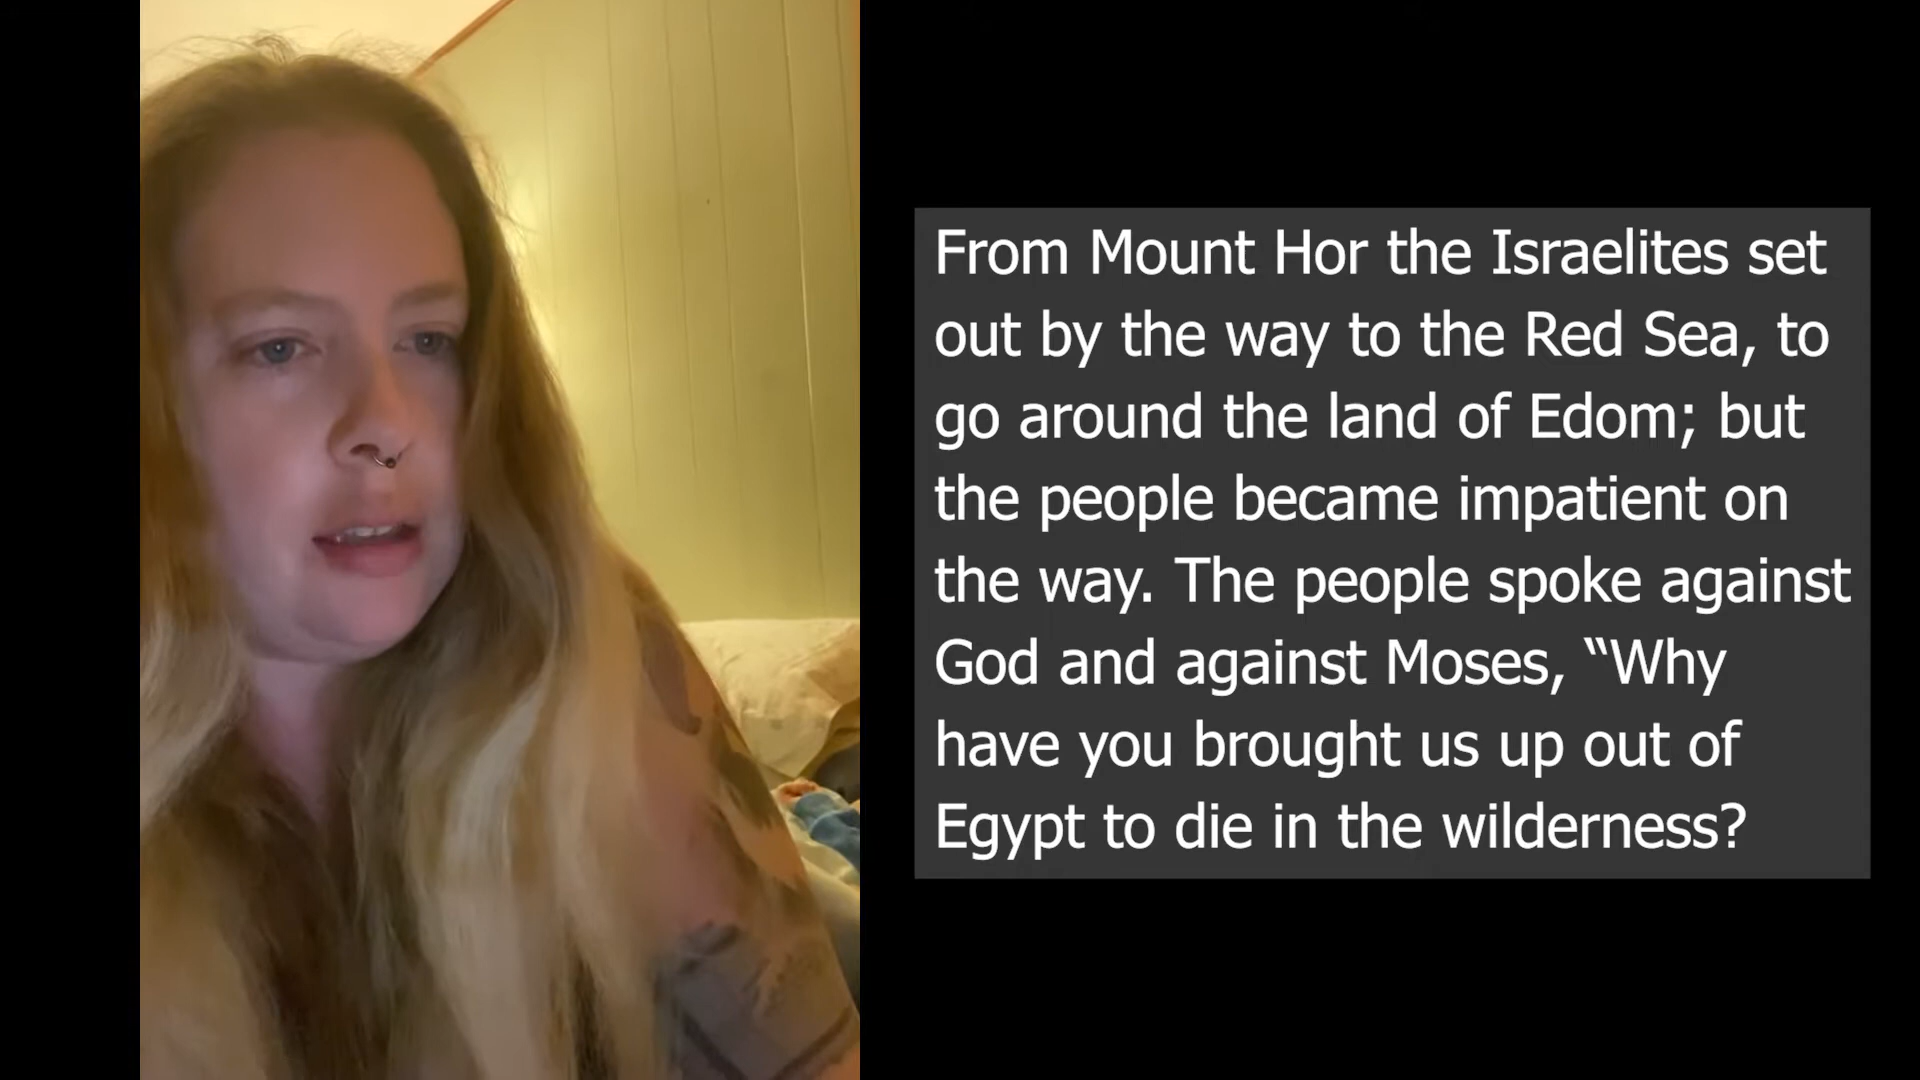 From Mount Hor the Israelites set
out by the way to the Red Sea, to
go around the land of Edom; but
the people became impatient on
the way. The people spoke against
God and against Moses, “Why
have you brought us up out of
Egypt to die in the wilderness?